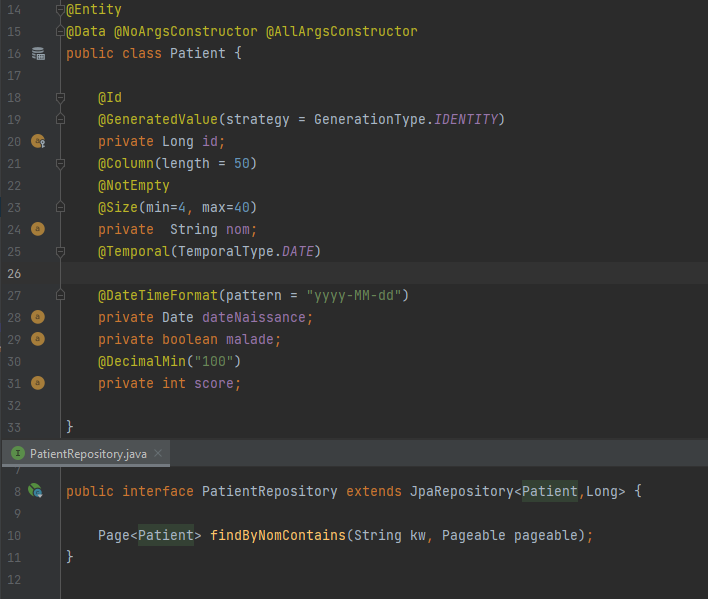 14 @Entity
15 @Data @NoArgsConstructor @AllArgsConstructor
16 public class Patient {
17
18 @Id
19 @GeneratedValue(strategy = GenerationType.IDENTITY)
20 private Long id;
21 @Column(length = 50)
22 @NotEmpty
23 @Size(min=4, max=40)
24 private  String nom;
25 @Temporal(TemporalType.DATE)
26
27 @DateTimeFormat(pattern = "yyyy-MM-dd")
28 private Date dateNaissance;
29 private boolean malade;
30 @DecimalMin("100")
31 private int score;
32
33 }
PatientRepository.java
7
8 public interface PatientRepository extends JpaRepository<Patient,Long> {
9
10 Page<Patient> findByNomContains(String kw, Pageable pageable);
11 }
12